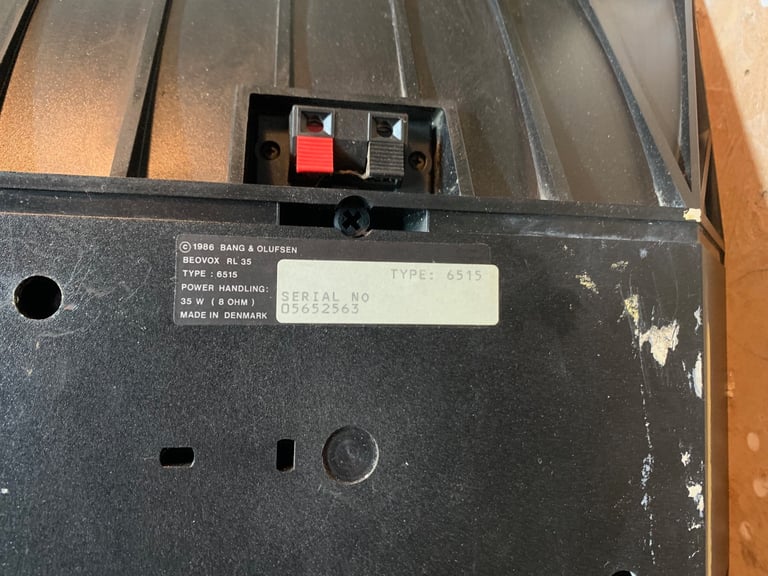 © 1986 BANG & OLUFSEN
BEOVOX RL 35
TYPE : 6515
POWER HANDLING:
35 W ( 8 OHM )
MADE IN DENMARK
TYPE: 6515
SERIAL NO
05652563